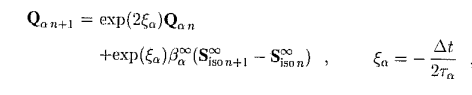 Q_{α n+1} = exp(2ξ_α)Q_{α n}
+exp(ξ_α)β_α^∞(S_{iso n+1}^∞ − S_{iso n}^∞) , ξ_α = − Δt / 2τ_α ,